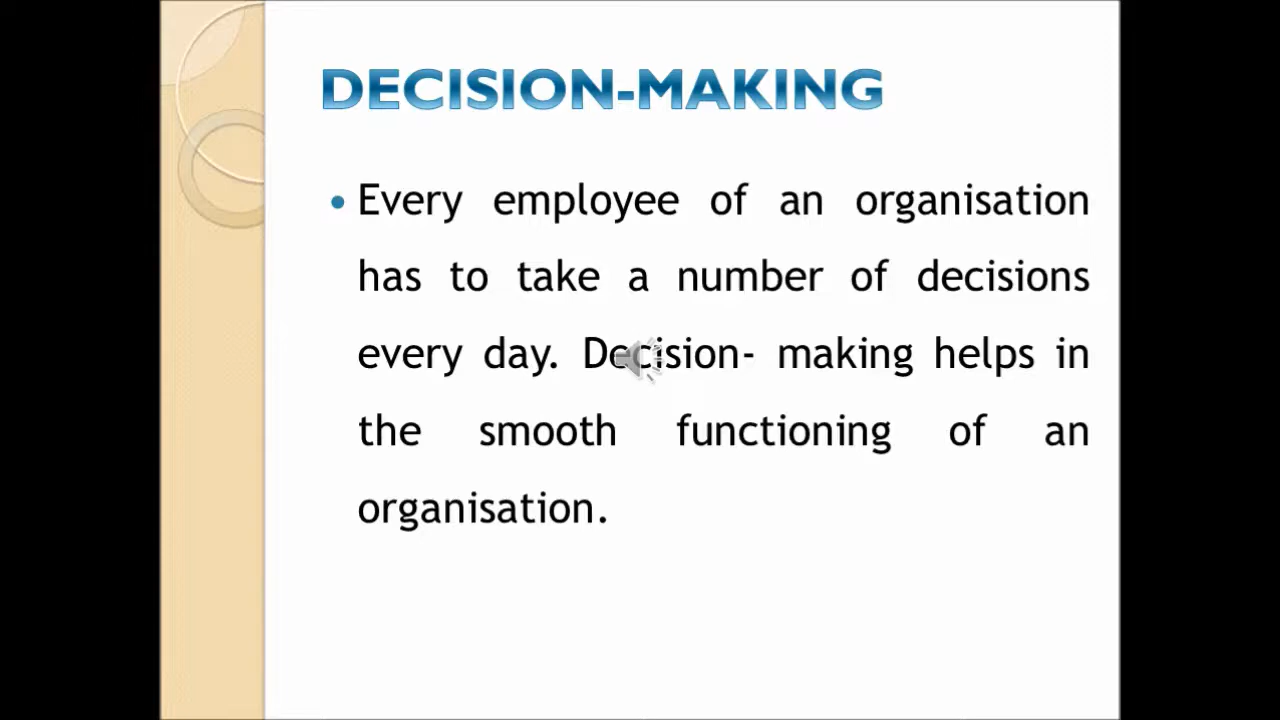 DECISION-MAKING
• Every employee of an organisation
has to take a number of decisions
every day. Decision- making helps in
the smooth functioning of an
organisation.